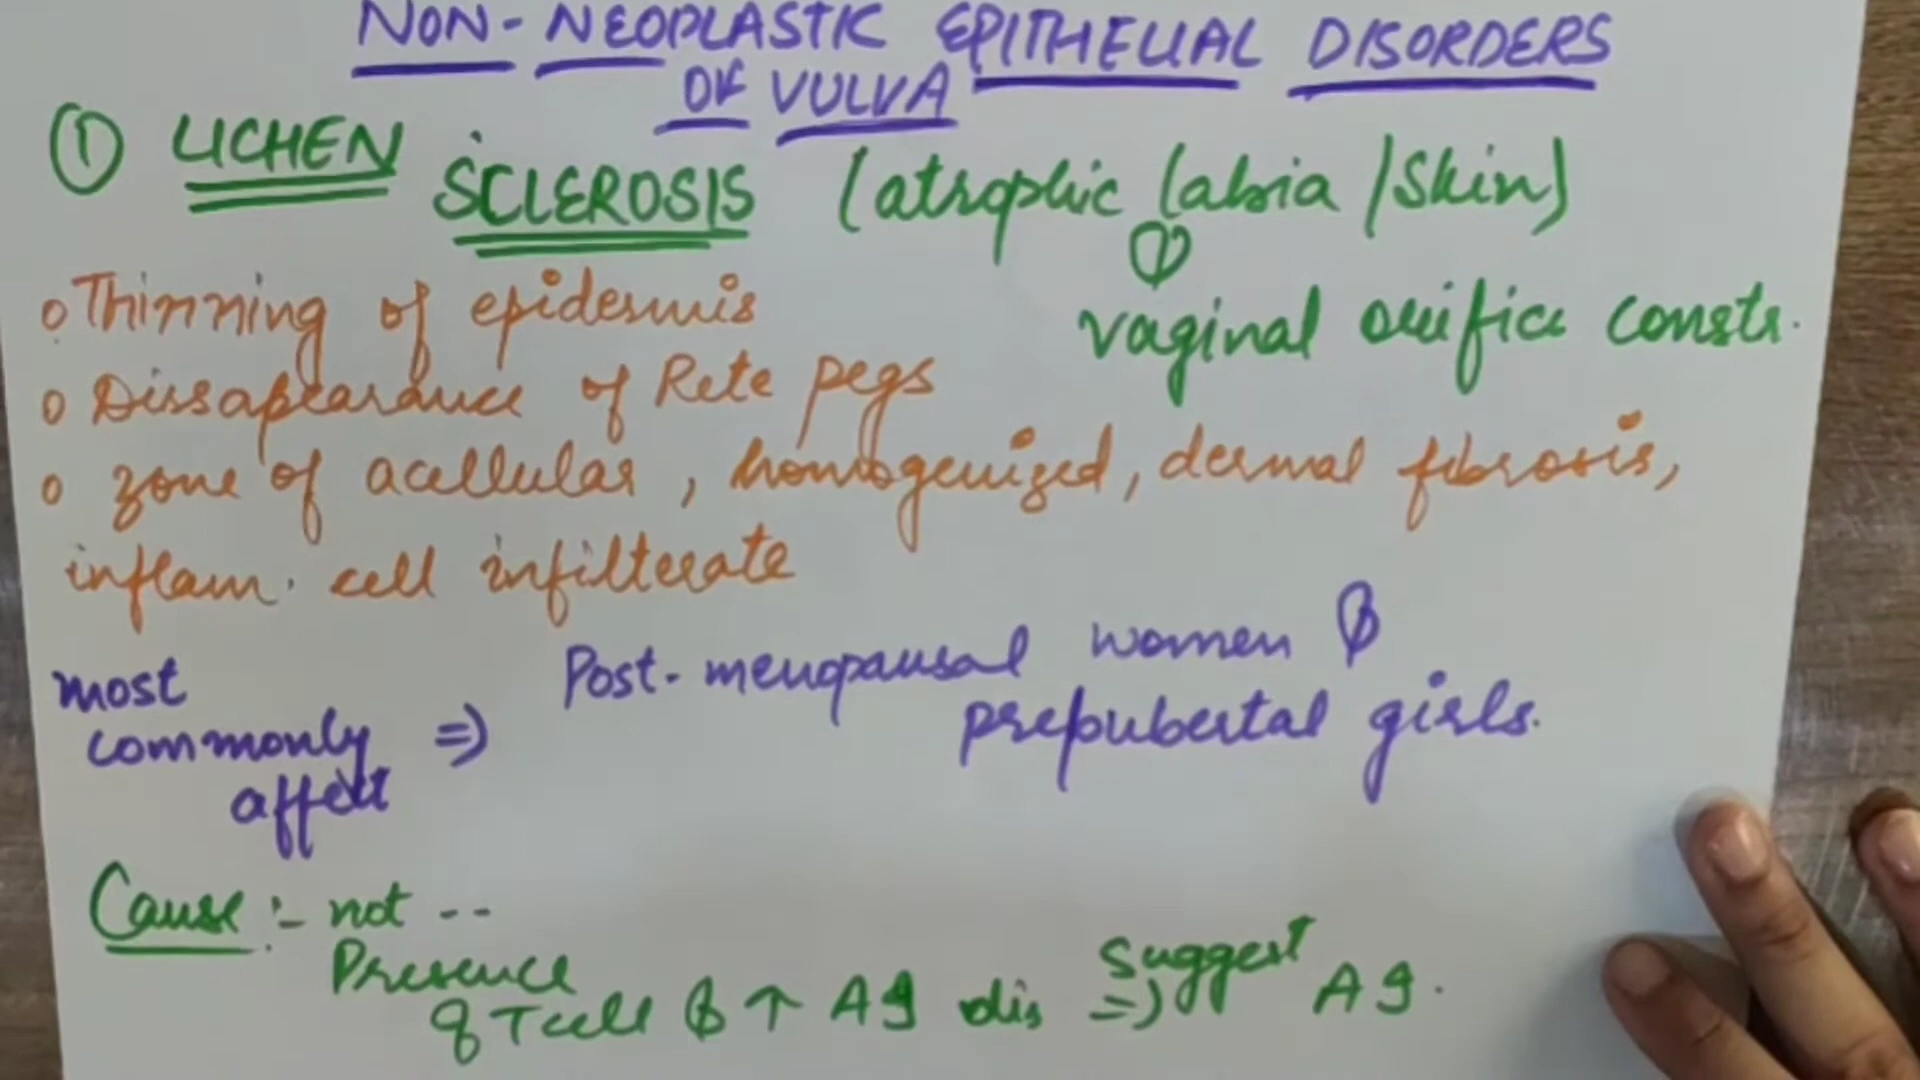 NON-NEOPLASTIC EPITHELIAL DISORDERS
OF VULVA
① LICHEN
SCLEROSIS (atrophic labia/Skin)
vaginal orifice constr.
Thinning of epidermis
Dissapearance of Rete pegs
zone of acellular, homogenized, dermal fibrosis,
inflam. cell infilterate
most
commonly =>
affect
Post-menopausal women &
prepubertal girls.
Cause :- not --
Presence
of T cell & ↑ AI dis => Suggest AI.